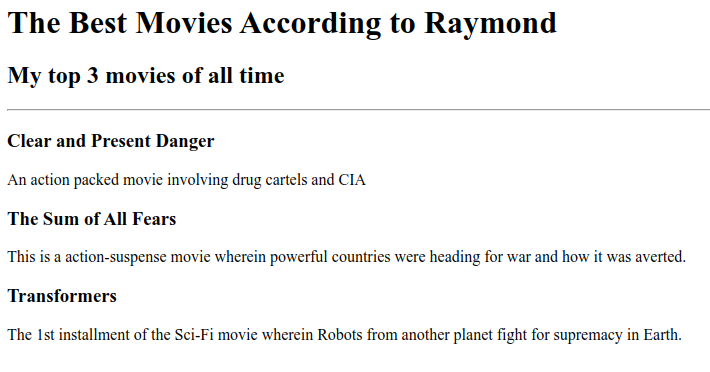 The Best Movies According to Raymond
My top 3 movies of all time
Clear and Present Danger
An action packed movie involving drug cartels and CIA
The Sum of All Fears
This is a action-suspense movie wherein powerful countries were heading for war and how it was averted.
Transformers
The 1st installment of the Sci-Fi movie wherein Robots from another planet fight for supremacy in Earth.